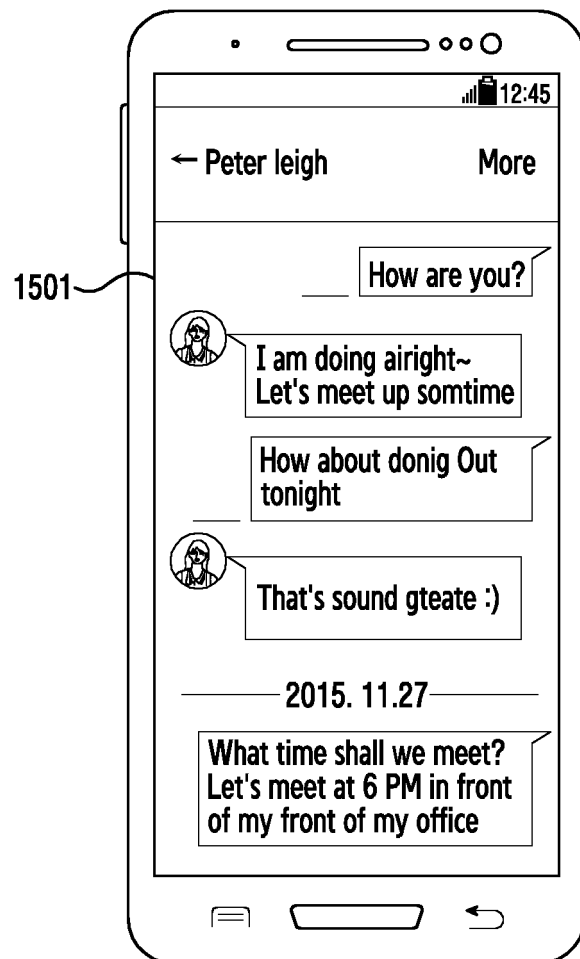 12:45
← Peter leigh More
How are you?
1501
I am doing airight~
Let's meet up somtime
How about donig Out
tonight
That's sound gteate :)
2015. 11.27
What time shall we meet?
Let's meet at 6 PM in front
of my front of my office